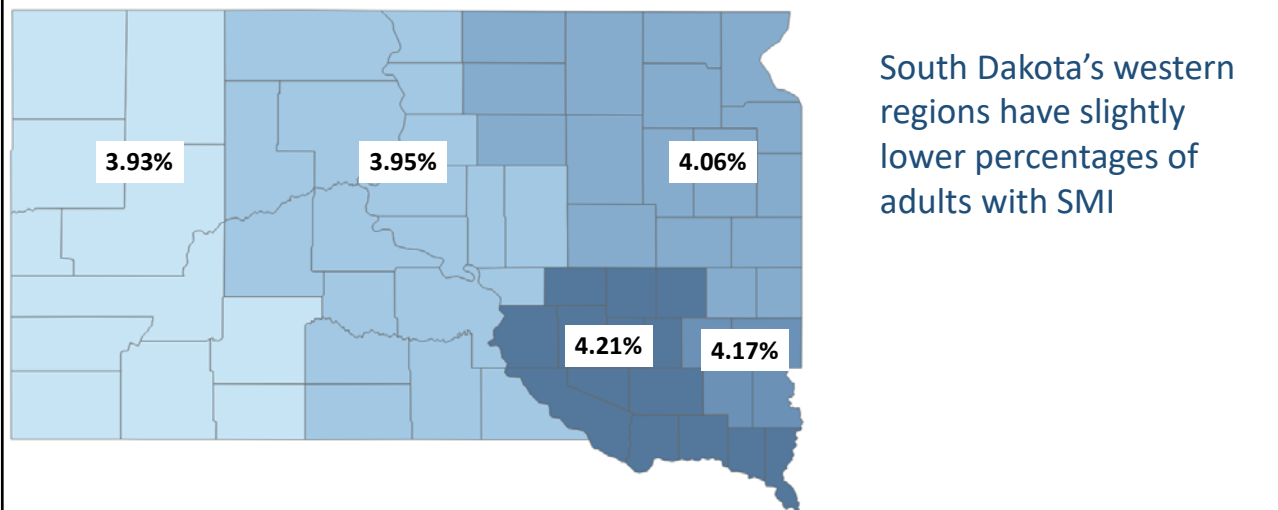 3.93%
3.95%
4.06%
4.21%
4.17%
South Dakota’s western
regions have slightly
lower percentages of
adults with SMI